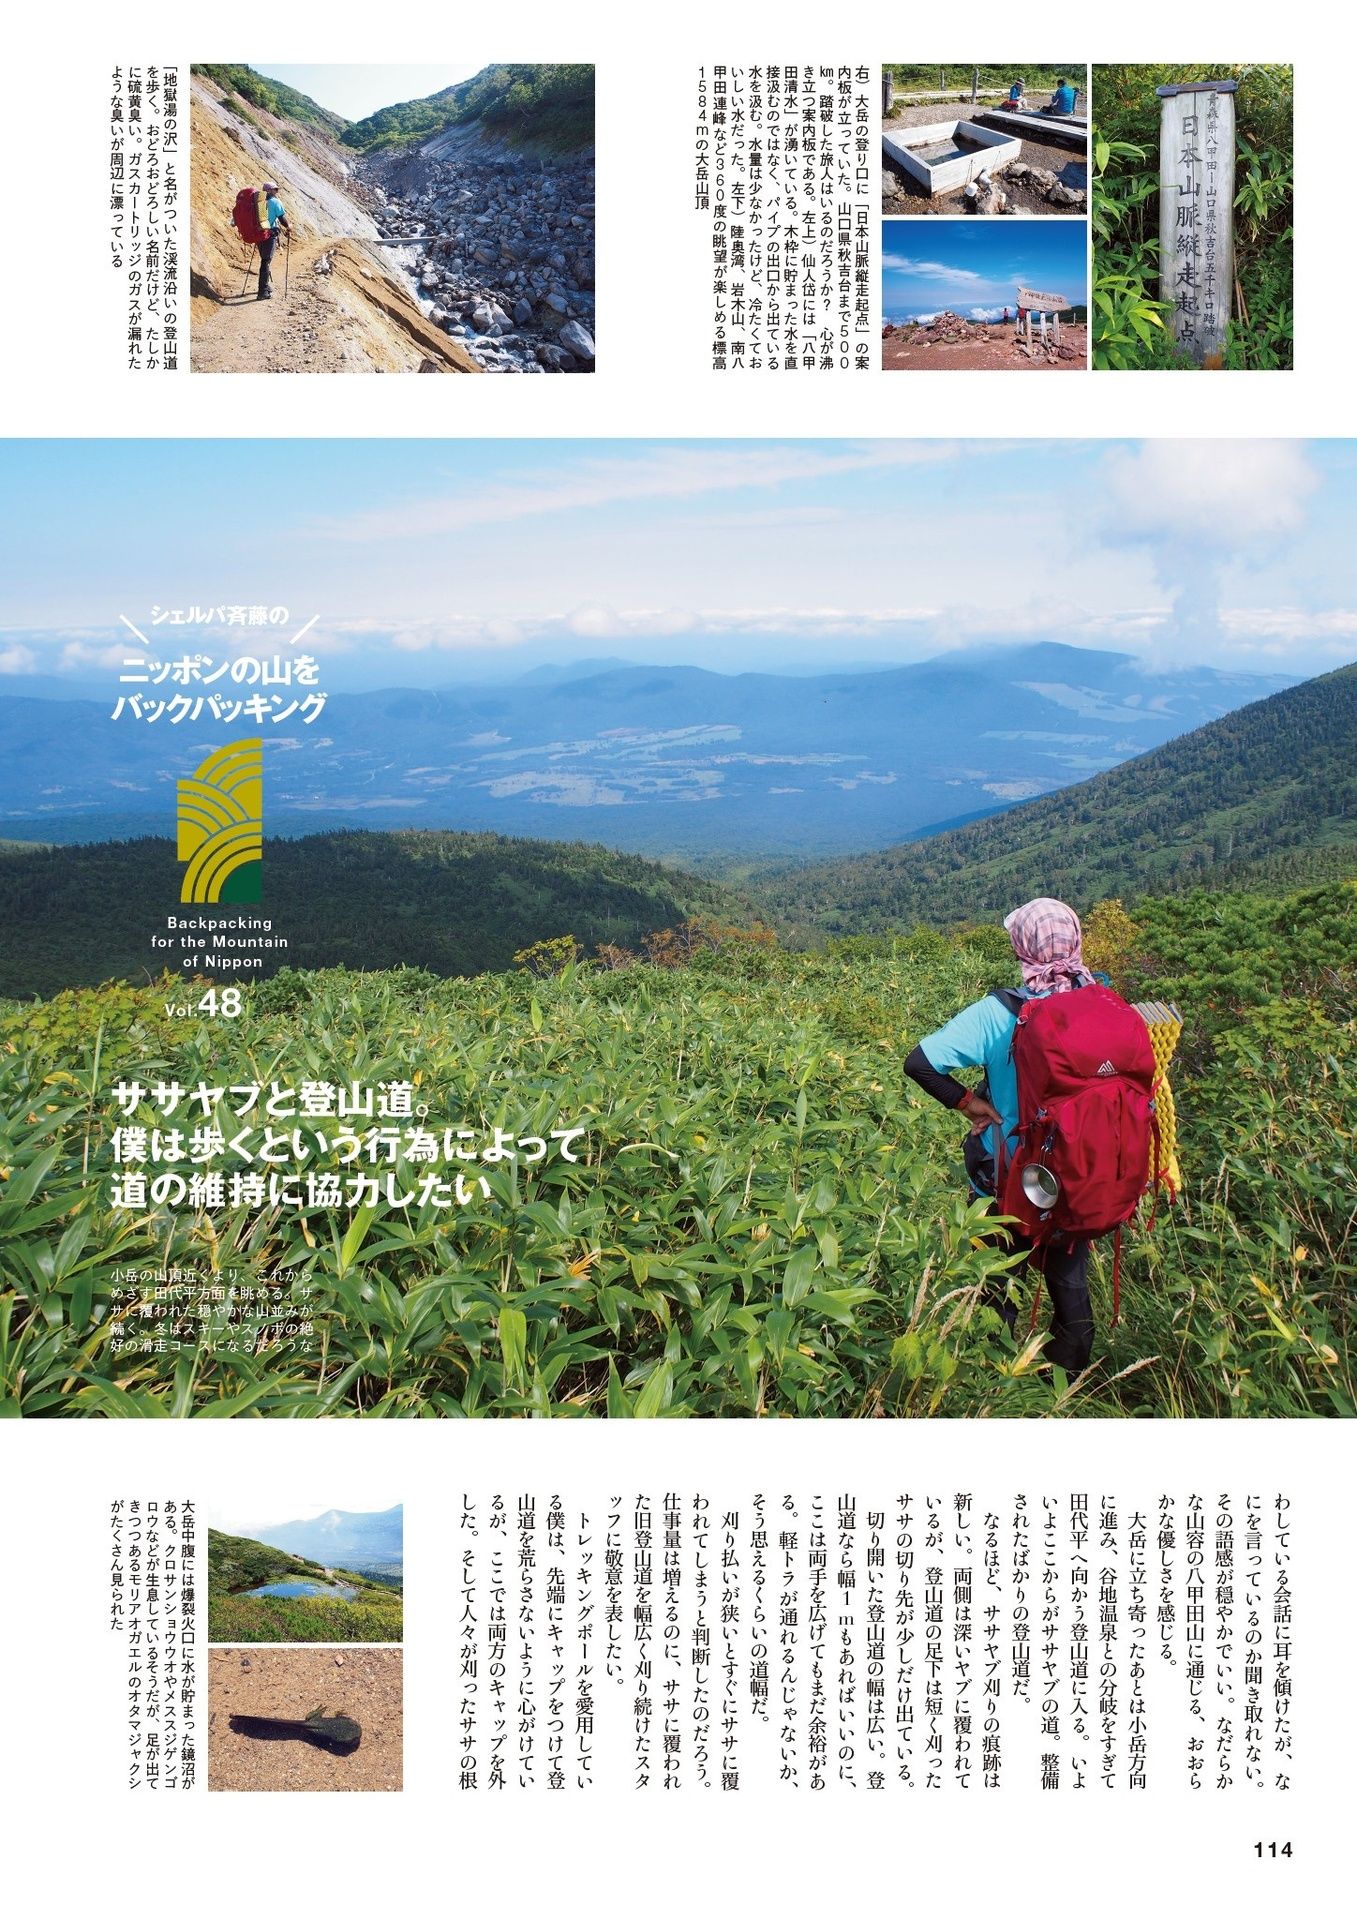 「地獄湯の沢」と名がついた渓流沿いの登山道
を歩く。おどろおどろしい名前だけど、たしか
に硫黄臭い。ガスカートリッジのガスが漏れた
ような臭いが周辺に漂っている
右）大岳の登り口に「日本山脈縦走起点」の案
内板が立っていた。山口県秋吉台まで５００
㎞。踏破した旅人はいるのだろうか？　心が沸
き立つ案内板である。左上）仙人岱には「八甲
田清水」が湧いている。木枠に貯まった水を直
接汲むのではなく、パイプの出口から出ている
水を汲む。水量は少なかったけど、冷たくてお
いしい水だった。左下）陸奥湾、岩木山、南八
甲田連峰など３６０度の眺望が楽しめる標高
１５８４ｍの大岳山頂
青森県八甲田―山口県秋吉台五千キロ踏破
日本山脈縦走起点
シェルパ斉藤の
ニッポンの山を
バックパッキング
Backpacking
for the Mountain
of Nippon
Vol.48
ササヤブと登山道。
僕は歩くという行為によって
道の維持に協力したい
小岳の山頂近くより、これから
めざす田代平方面を眺める。サ
サに覆われた穏やかな山並みが
続く。冬はスキーやスノボの絶
好の滑走コースになるだろうな
わしている会話に耳を傾けたが、な
にを言っているのか聞き取れない。
その語感が穏やかでいい。なだらか
な山容の八甲田山に通じる、おおら
かな優しさを感じる。
大岳に立ち寄ったあとは小岳方向
に進み、谷地温泉との分岐をすぎて
田代平へ向かう登山道に入る。いよ
いよここからがササヤブの道。整備
されたばかりの登山道だ。
なるほど、ササヤブ刈りの痕跡は
新しい。両側は深いヤブに覆われて
いるが、登山道の足下は短く刈った
ササの切り先が少しだけ出ている。
切り開いた登山道の幅は広い。登
山道なら幅１ｍもあればいいのに、
ここは両手を広げてもまだ余裕があ
る。軽トラが通れるんじゃないか、
そう思えるくらいの道幅だ。
刈り払いが狭いとすぐにササに覆
われてしまうと判断したのだろう。
仕事量は増えるのに、ササに覆われ
た旧登山道を幅広く刈り続けたスタ
ッフに敬意を表したい。
トレッキングポールを愛用してい
る僕は、先端にキャップをつけて登
山道を荒らさないように心がけてい
るが、ここでは両方のキャップを外
した。そして人々が刈ったササの根
大岳中腹には爆裂火口に水が貯まった鏡沼が
ある。クロサンショウウオやメススジゲンゴ
ロウなどが生息しているそうだが、足が出て
きつつあるモリアオガエルのオタマジャクシ
がたくさん見られた
114